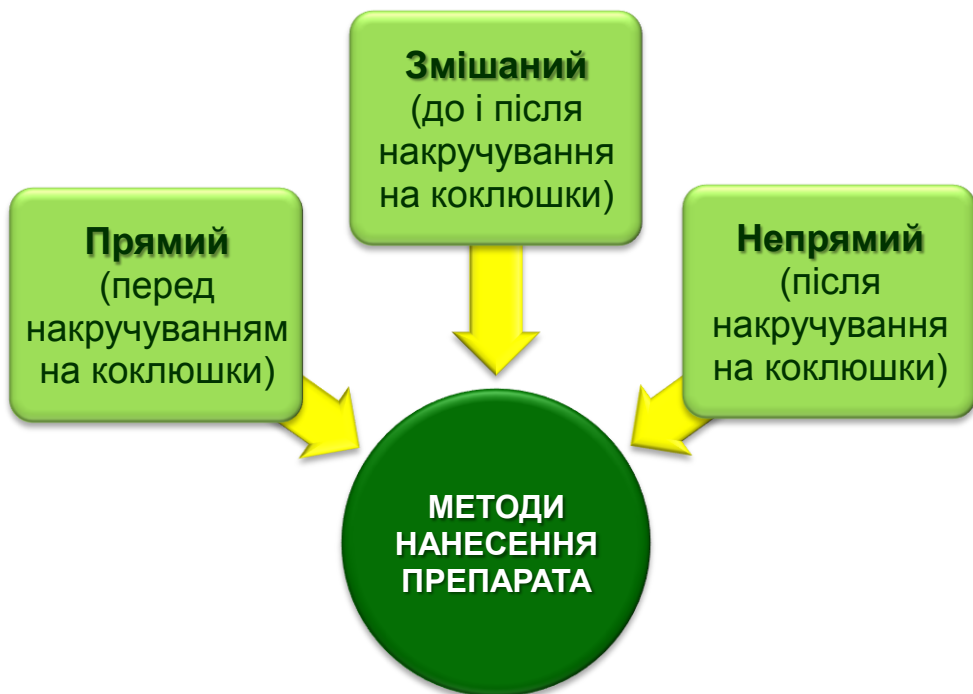 Змішаний
(до і після
накручування
на коклюшки)
Прямий
(перед
накручуванням
на коклюшки)
Непрямий
(після
накручування
на коклюшки)
МЕТОДИ
НАНЕСЕННЯ
ПРЕПАРАТА